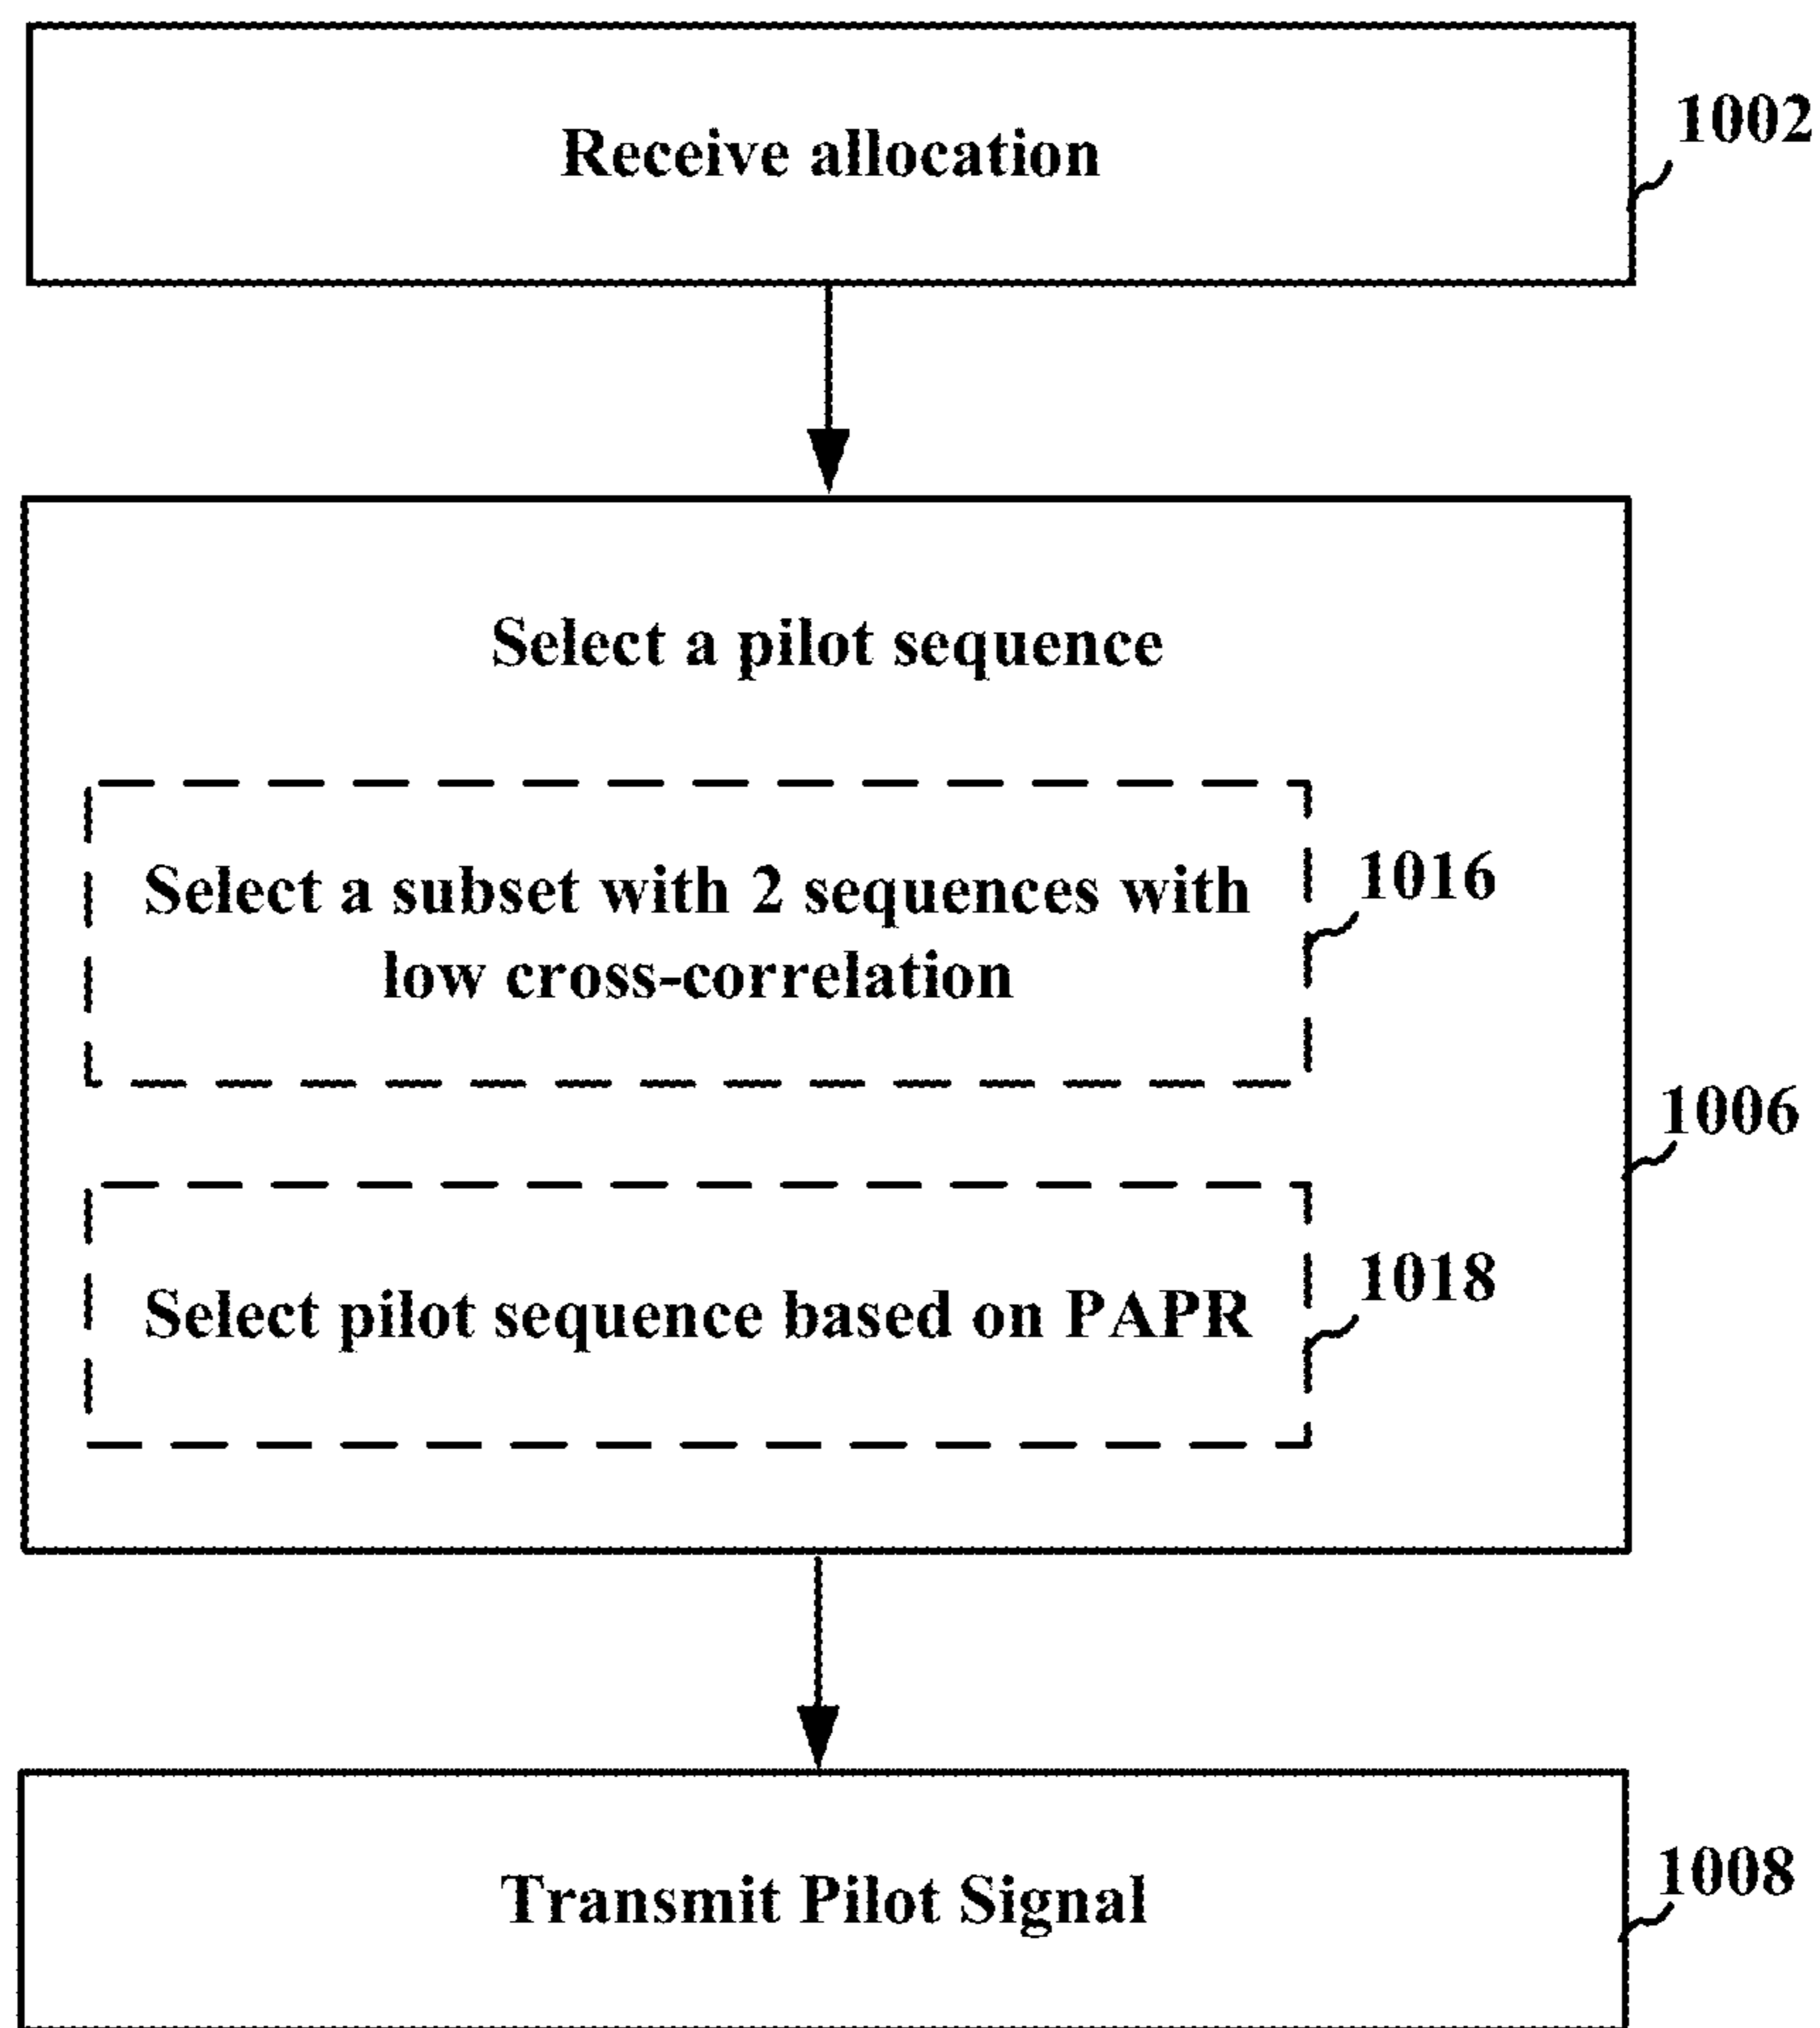 Receive allocation
1002
Select a pilot sequence
Select a subset with 2 sequences with
low cross-correlation
1016
1006
Select pilot sequence based on PAPR
1018
Transmit Pilot Signal
1008